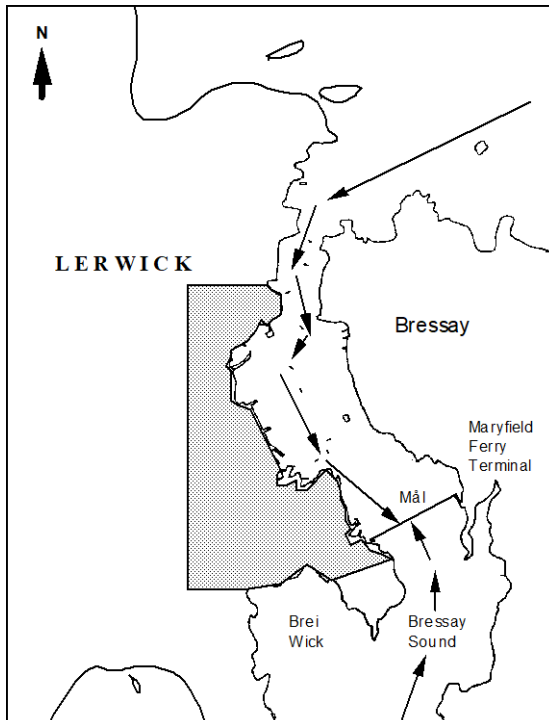 N
LERWICK
Bressay
Maryfield
Ferry
Terminal
Mål
Brei
Wick
Bressay
Sound